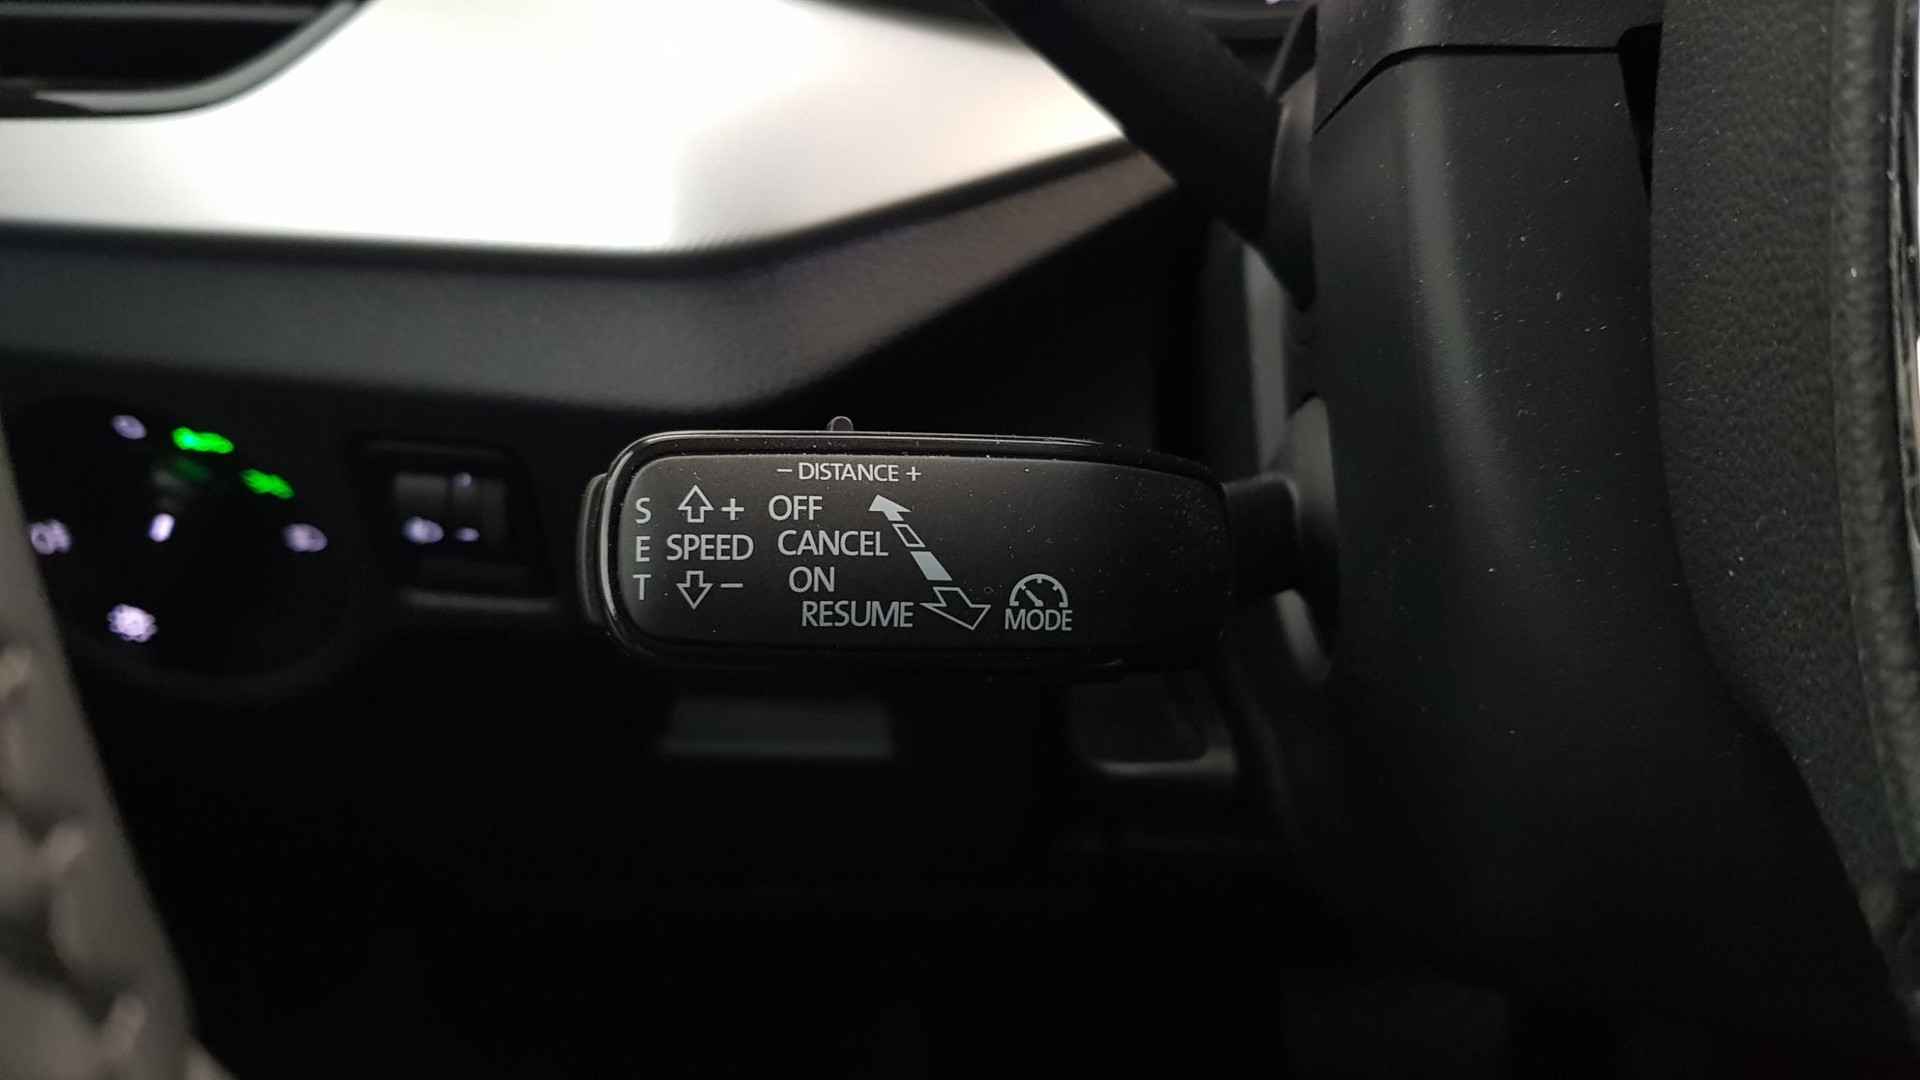 − DISTANCE +
S
E
T
+
SPEED
−
OFF
CANCEL
ON
RESUME
MODE